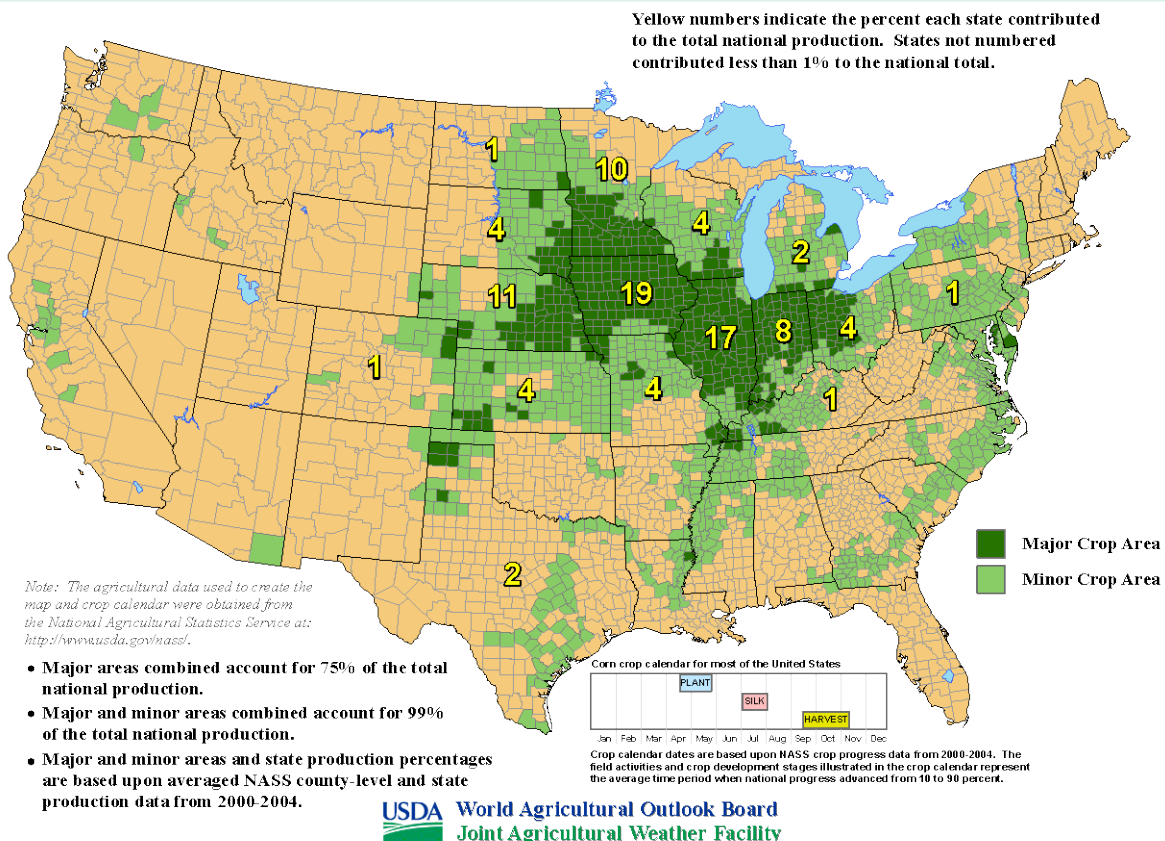 Yellow numbers indicate the percent each state contributed
to the total national production.  States not numbered
contributed less than 1% to the national total.
1
10
4
4
2
11
19
1
17
8
4
1
4
4
1
2
Major Crop Area
Minor Crop Area
Note:  The agricultural data used to create the
map and crop calendar were obtained from
the National Agricultural Statistics Service at:
http://www.usda.gov/nass/.
• Major areas combined account for 75% of the total
national production.
• Major and minor areas combined account for 99%
of the total national production.
• Major and minor areas and state production percentages
are based upon averaged NASS county-level and state
production data from 2000-2004.
Corn crop calendar for most of the United States
PLANT
SILK
HARVEST
Jan Feb Mar Apr May Jun Jul Aug Sep Oct Nov Dec
Crop calendar dates are based upon NASS crop progress data from 2000-2004.  The
field activities and crop development stages illustrated in the crop calendar represent
the average time period when national progress advanced from 10 to 90 percent.
USDA World Agricultural Outlook Board
Joint Agricultural Weather Facility